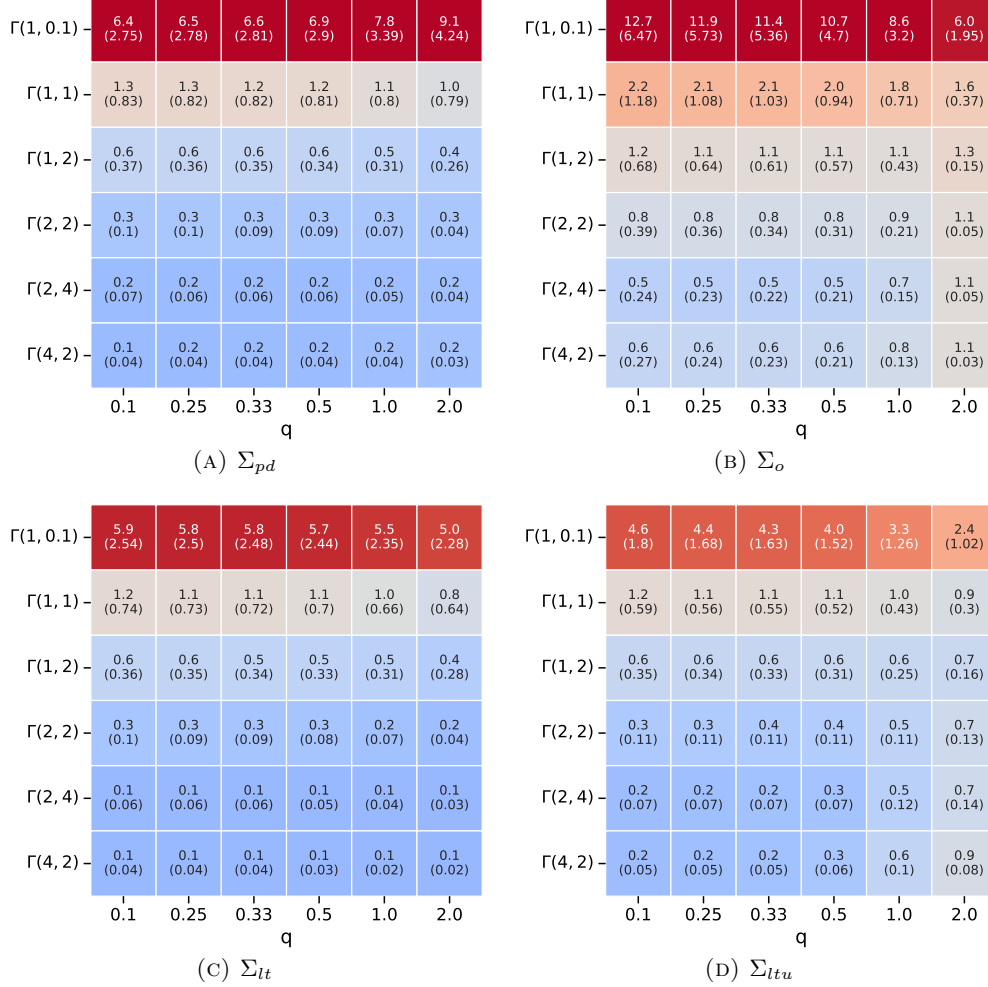 Γ(1, 0.1) 6.4 6.5 6.6 6.9 7.8 9.1
(2.75) (2.78) (2.81) (2.9) (3.39) (4.24)
Γ(1, 1) 1.3 1.3 1.2 1.2 1.1 1.0
(0.83) (0.82) (0.82) (0.81) (0.8) (0.79)
Γ(1, 2) 0.6 0.6 0.6 0.6 0.5 0.4
(0.37) (0.36) (0.35) (0.34) (0.31) (0.26)
Γ(2, 2) 0.3 0.3 0.3 0.3 0.3 0.3
(0.1) (0.1) (0.09) (0.09) (0.07) (0.04)
Γ(2, 4) 0.2 0.2 0.2 0.2 0.2 0.2
(0.07) (0.06) (0.06) (0.06) (0.05) (0.04)
Γ(4, 2) 0.1 0.2 0.2 0.2 0.2 0.2
(0.04) (0.04) (0.04) (0.04) (0.04) (0.03)
0.1 0.25 0.33 0.5 1.0 2.0
q
(A) Σpd
Γ(1, 0.1) 12.7 11.9 11.4 10.7 8.6 6.0
(6.47) (5.73) (5.36) (4.7) (3.2) (1.95)
Γ(1, 1) 2.2 2.1 2.1 2.0 1.8 1.6
(1.18) (1.08) (1.03) (0.94) (0.71) (0.37)
Γ(1, 2) 1.2 1.1 1.1 1.1 1.1 1.3
(0.68) (0.64) (0.61) (0.57) (0.43) (0.15)
Γ(2, 2) 0.8 0.8 0.8 0.8 0.9 1.1
(0.39) (0.36) (0.34) (0.31) (0.21) (0.05)
Γ(2, 4) 0.5 0.5 0.5 0.5 0.7 1.1
(0.24) (0.23) (0.22) (0.21) (0.15) (0.05)
Γ(4, 2) 0.6 0.6 0.6 0.6 0.8 1.1
(0.27) (0.24) (0.23) (0.21) (0.13) (0.03)
0.1 0.25 0.33 0.5 1.0 2.0
q
(B) Σo
Γ(1, 0.1) 5.9 5.8 5.8 5.7 5.5 5.0
(2.54) (2.5) (2.48) (2.44) (2.35) (2.28)
Γ(1, 1) 1.2 1.1 1.1 1.1 1.0 0.8
(0.74) (0.73) (0.72) (0.7) (0.66) (0.64)
Γ(1, 2) 0.6 0.6 0.5 0.5 0.5 0.4
(0.36) (0.35) (0.34) (0.33) (0.31) (0.28)
Γ(2, 2) 0.3 0.3 0.3 0.3 0.2 0.2
(0.1) (0.09) (0.09) (0.08) (0.07) (0.04)
Γ(2, 4) 0.1 0.1 0.1 0.1 0.1 0.1
(0.06) (0.06) (0.06) (0.05) (0.04) (0.03)
Γ(4, 2) 0.1 0.1 0.1 0.1 0.1 0.1
(0.04) (0.04) (0.04) (0.03) (0.02) (0.02)
0.1 0.25 0.33 0.5 1.0 2.0
q
(C) Σlt
Γ(1, 0.1) 4.6 4.4 4.3 4.0 3.3 2.4
(1.8) (1.68) (1.63) (1.52) (1.26) (1.02)
Γ(1, 1) 1.2 1.1 1.1 1.1 1.0 0.9
(0.59) (0.56) (0.55) (0.52) (0.43) (0.3)
Γ(1, 2) 0.6 0.6 0.6 0.6 0.6 0.7
(0.35) (0.34) (0.33) (0.31) (0.25) (0.16)
Γ(2, 2) 0.3 0.3 0.4 0.4 0.5 0.7
(0.11) (0.11) (0.11) (0.11) (0.11) (0.13)
Γ(2, 4) 0.2 0.2 0.2 0.3 0.5 0.7
(0.07) (0.07) (0.07) (0.07) (0.12) (0.14)
Γ(4, 2) 0.2 0.2 0.2 0.3 0.6 0.9
(0.05) (0.05) (0.05) (0.06) (0.1) (0.08)
0.1 0.25 0.33 0.5 1.0 2.0
q
(D) Σltu